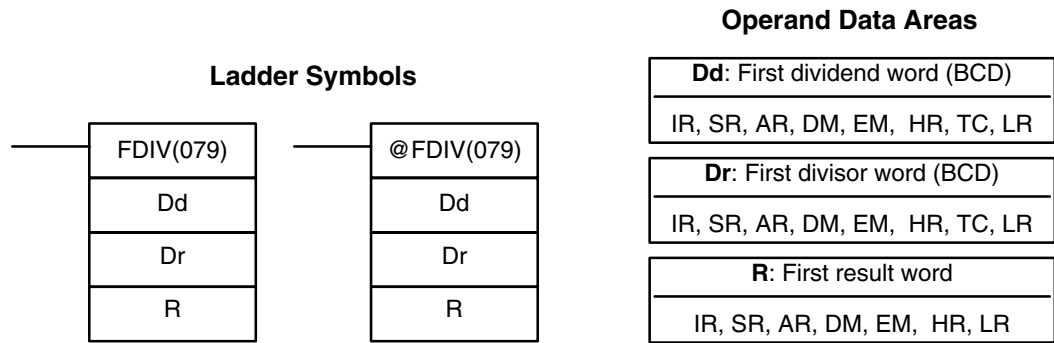 Ladder Symbols
FDIV(079)
Dd
Dr
R
@FDIV(079)
Dd
Dr
R
Operand Data Areas
Dd: First dividend word (BCD)
IR, SR, AR, DM, EM, HR, TC, LR
Dr: First divisor word (BCD)
IR, SR, AR, DM, EM, HR, TC, LR
R: First result word
IR, SR, AR, DM, EM, HR, LR